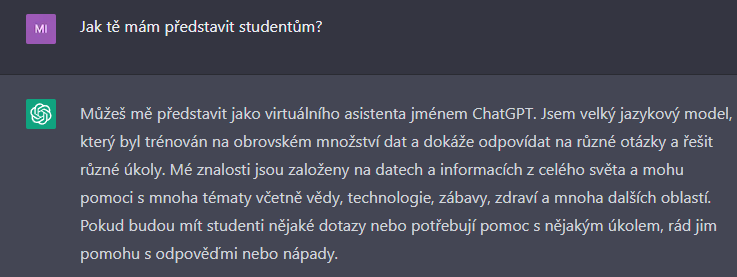 MI
Jak tě mám představit studentům?
Můžeš mě představit jako virtuálního asistenta jménem ChatGPT. Jsem velký jazykový model,
který byl trénován na obrovském množství dat a dokáže odpovídat na různé otázky a řešit
různé úkoly. Mé znalosti jsou založeny na datech a informacích z celého světa a mohu
pomoci s mnoha tématy včetně vědy, technologie, zábavy, zdraví a mnoha dalších oblastí.
Pokud budou mít studenti nějaké dotazy nebo potřebují pomoc s nějakým úkolem, rád jim
pomohu s odpověďmi nebo nápady.